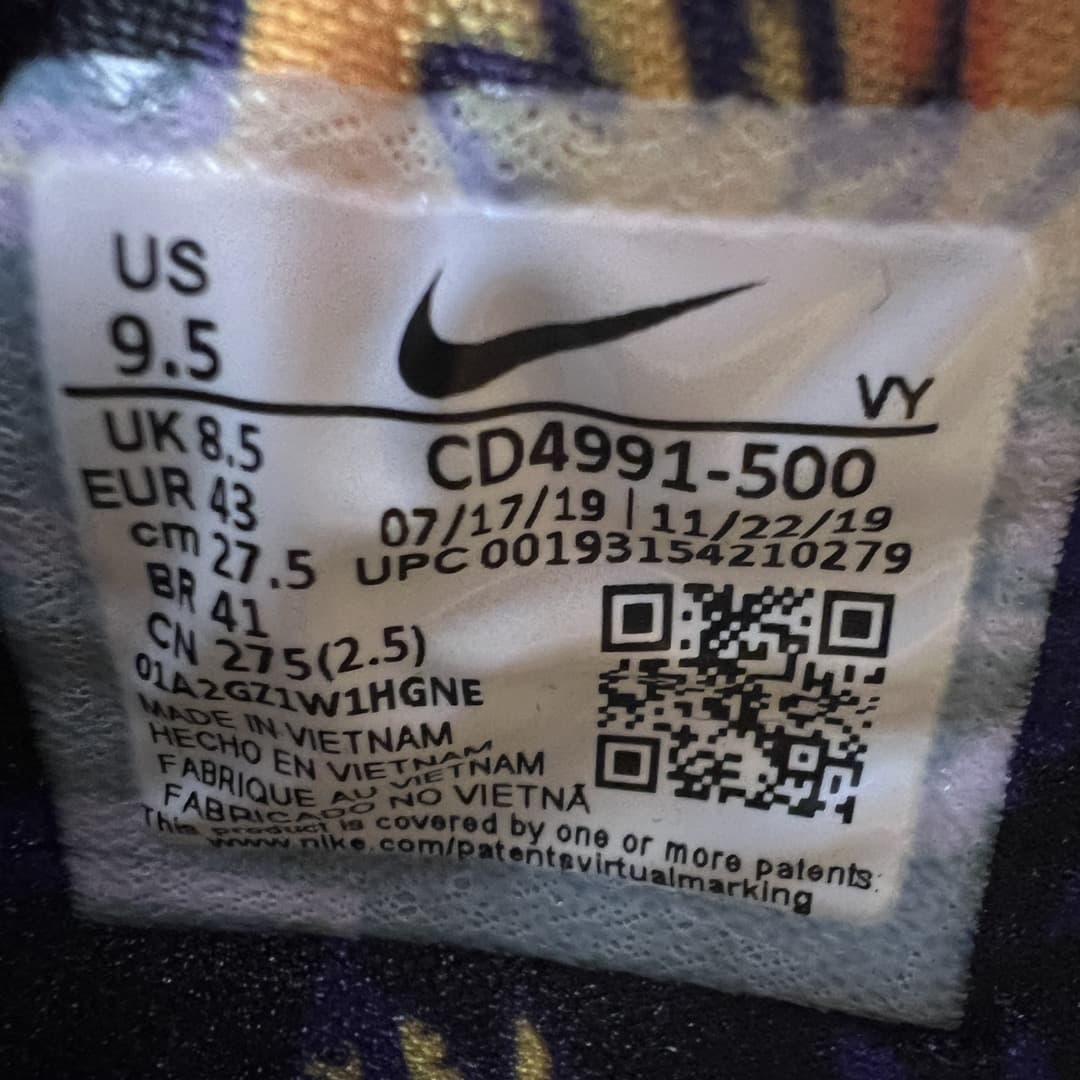 US
9.5
VY
UK 8.5
EUR 43
cm 27.5
BR 41
CN 275(2.5)
CD4991-500
07/17/19 | 11/22/19
UPC 00193154210279
01A2GZ1W1HGNE
MADE IN VIETNAM
HECHO EN VIETNAM
FABRIQUE AU VIETNAM
FABRICADO NO VIETNÃ
This product is covered by one or more patents:
www.nike.com/patentsvirtualmarking